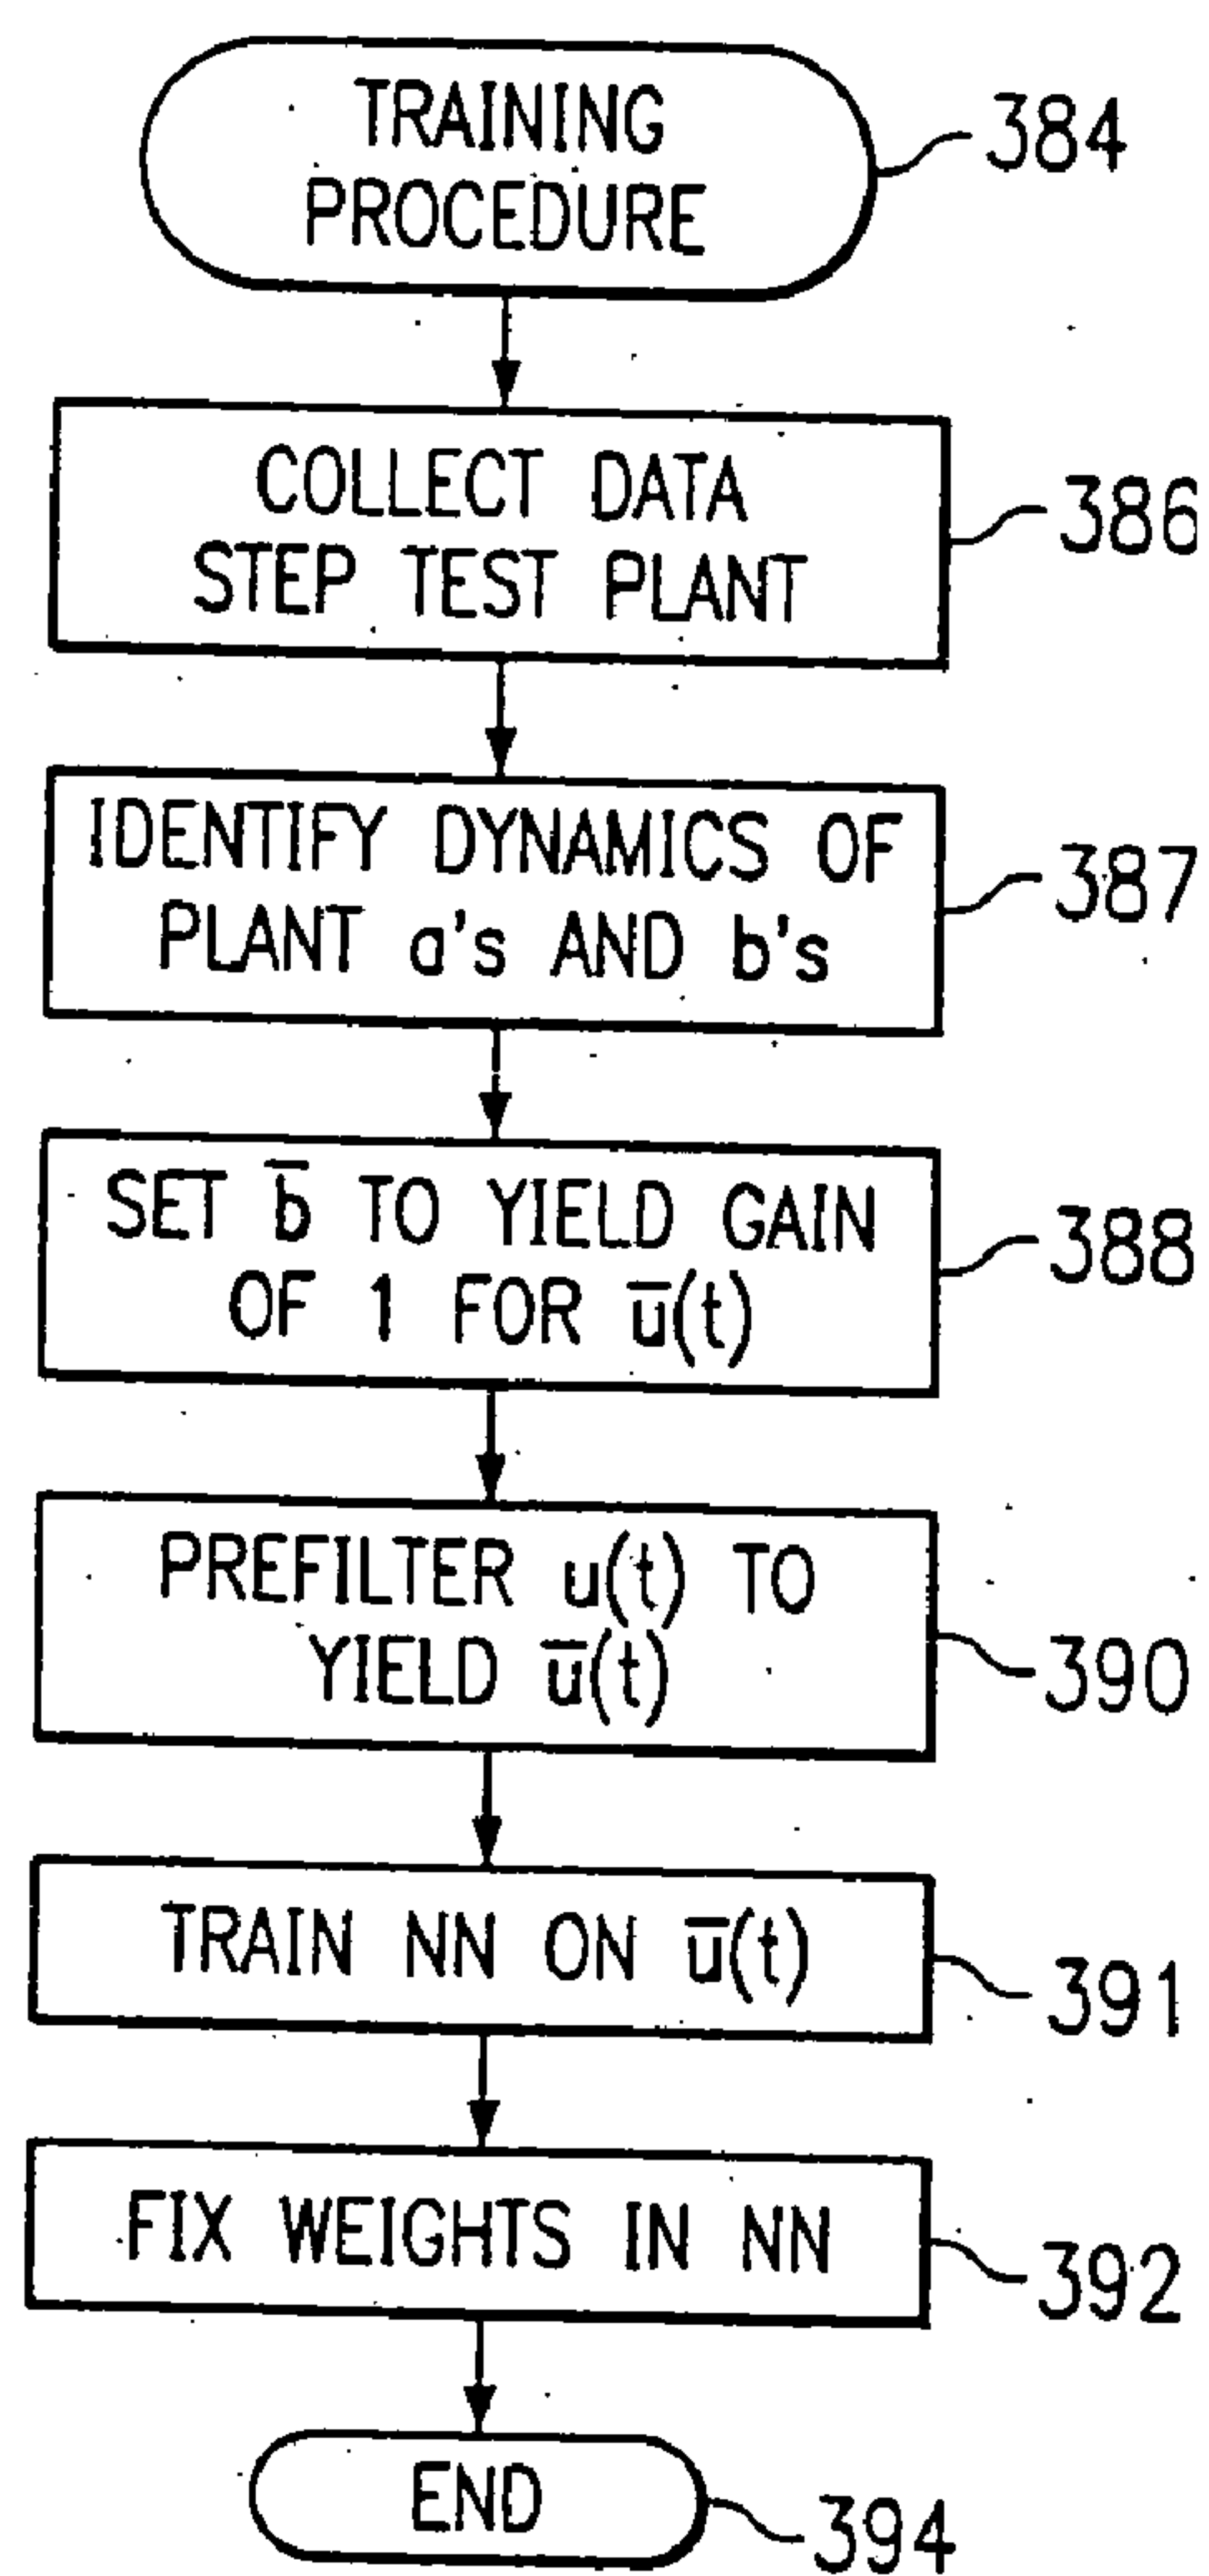 TRAINING
PROCEDURE
384
COLLECT DATA
STEP TEST PLANT
386
IDENTIFY DYNAMICS OF
PLANT a's AND b's
387
SET b̅ TO YIELD GAIN
OF 1 FOR u̅(t)
388
PREFILTER u(t) TO
YIELD u̅(t)
390
TRAIN NN ON u̅(t)
391
FIX WEIGHTS IN NN
392
END
394